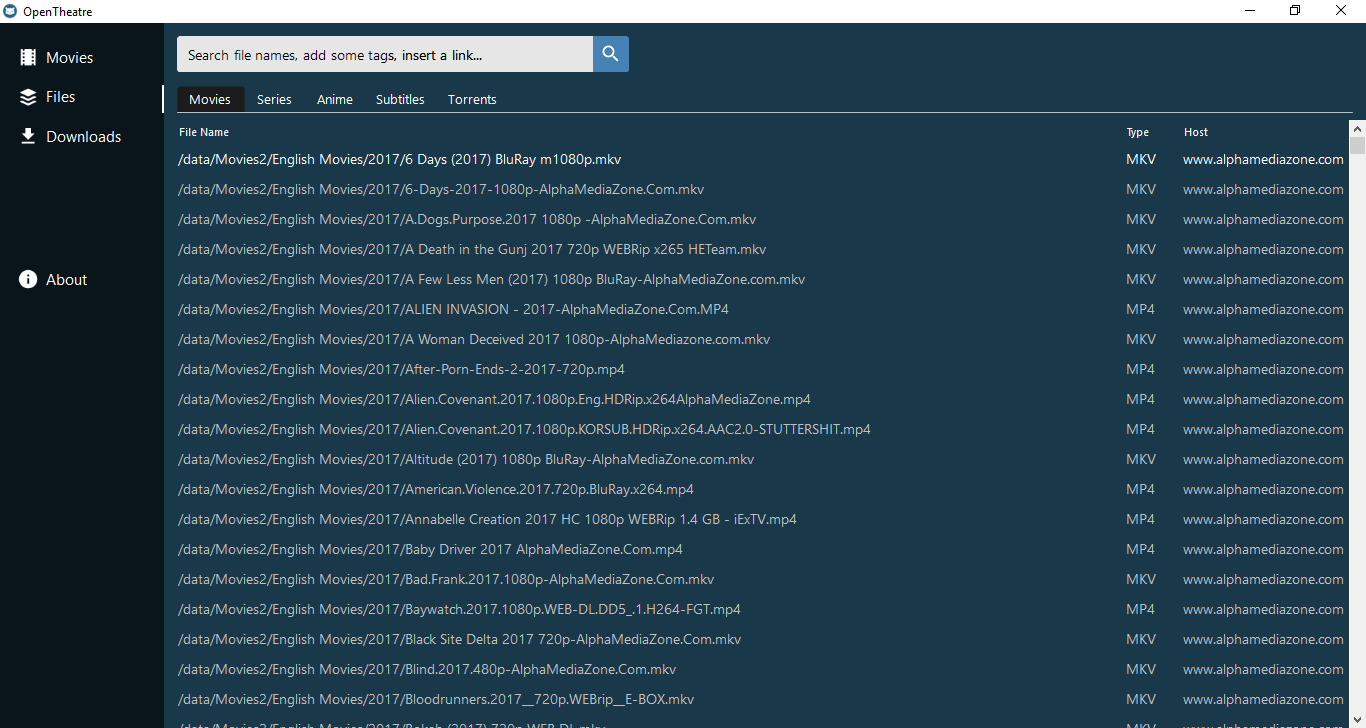 OpenTheatre
Movies
Files
Downloads
About
Search file names, add some tags, insert a link...
Movies Series Anime Subtitles Torrents
File Name Type Host
/data/Movies2/English Movies/2017/6 Days (2017) BluRay m1080p.mkv MKV www.alphamediazone.com
/data/Movies2/English Movies/2017/6-Days-2017-1080p-AlphaMediaZone.Com.mkv MKV www.alphamediazone.com
/data/Movies2/English Movies/2017/A.Dogs.Purpose.2017 1080p -AlphaMediaZone.Com.mkv MKV www.alphamediazone.com
/data/Movies2/English Movies/2017/A Death in the Gunj 2017 720p WEBRip x265 HETeam.mkv MKV www.alphamediazone.com
/data/Movies2/English Movies/2017/A Few Less Men (2017) 1080p BluRay-AlphaMediaZone.com.mkv MKV www.alphamediazone.com
/data/Movies2/English Movies/2017/ALIEN INVASION - 2017-AlphaMediaZone.Com.MP4 MP4 www.alphamediazone.com
/data/Movies2/English Movies/2017/A Woman Deceived 2017 1080p-AlphaMediazone.com.mkv MKV www.alphamediazone.com
/data/Movies2/English Movies/2017/After-Porn-Ends-2-2017-720p.mp4 MP4 www.alphamediazone.com
/data/Movies2/English Movies/2017/Alien.Covenant.2017.1080p.Eng.HDRip.x264AlphaMediaZone.mp4 MP4 www.alphamediazone.com
/data/Movies2/English Movies/2017/Alien.Covenant.2017.1080p.KORSUB.HDRip.x264.AAC2.0-STUTTERSHIT.mp4 MP4 www.alphamediazone.com
/data/Movies2/English Movies/2017/Altitude (2017) 1080p BluRay-AlphaMediaZone.com.mkv MKV www.alphamediazone.com
/data/Movies2/English Movies/2017/American.Violence.2017.720p.BluRay.x264.mp4 MP4 www.alphamediazone.com
/data/Movies2/English Movies/2017/Annabelle Creation 2017 HC 1080p WEBRip 1.4 GB - iExTV.mp4 MP4 www.alphamediazone.com
/data/Movies2/English Movies/2017/Baby Driver 2017 AlphaMediaZone.Com.mp4 MP4 www.alphamediazone.com
/data/Movies2/English Movies/2017/Bad.Frank.2017.1080p-AlphaMediaZone.Com.mkv MKV www.alphamediazone.com
/data/Movies2/English Movies/2017/Baywatch.2017.1080p.WEB-DL.DD5_.1.H264-FGT.mp4 MP4 www.alphamediazone.com
/data/Movies2/English Movies/2017/Black Site Delta 2017 720p-AlphaMediaZone.Com.mkv MKV www.alphamediazone.com
/data/Movies2/English Movies/2017/Blind.2017.480p-AlphaMediaZone.Com.mkv MKV www.alphamediazone.com
/data/Movies2/English Movies/2017/Bloodrunners.2017__720p.WEBrip__E-BOX.mkv MKV www.alphamediazone.com
/data/Movies2/English Movies/2017/ (2017) 720p WEB-DL.mkv MKV www.alphamediazone.com